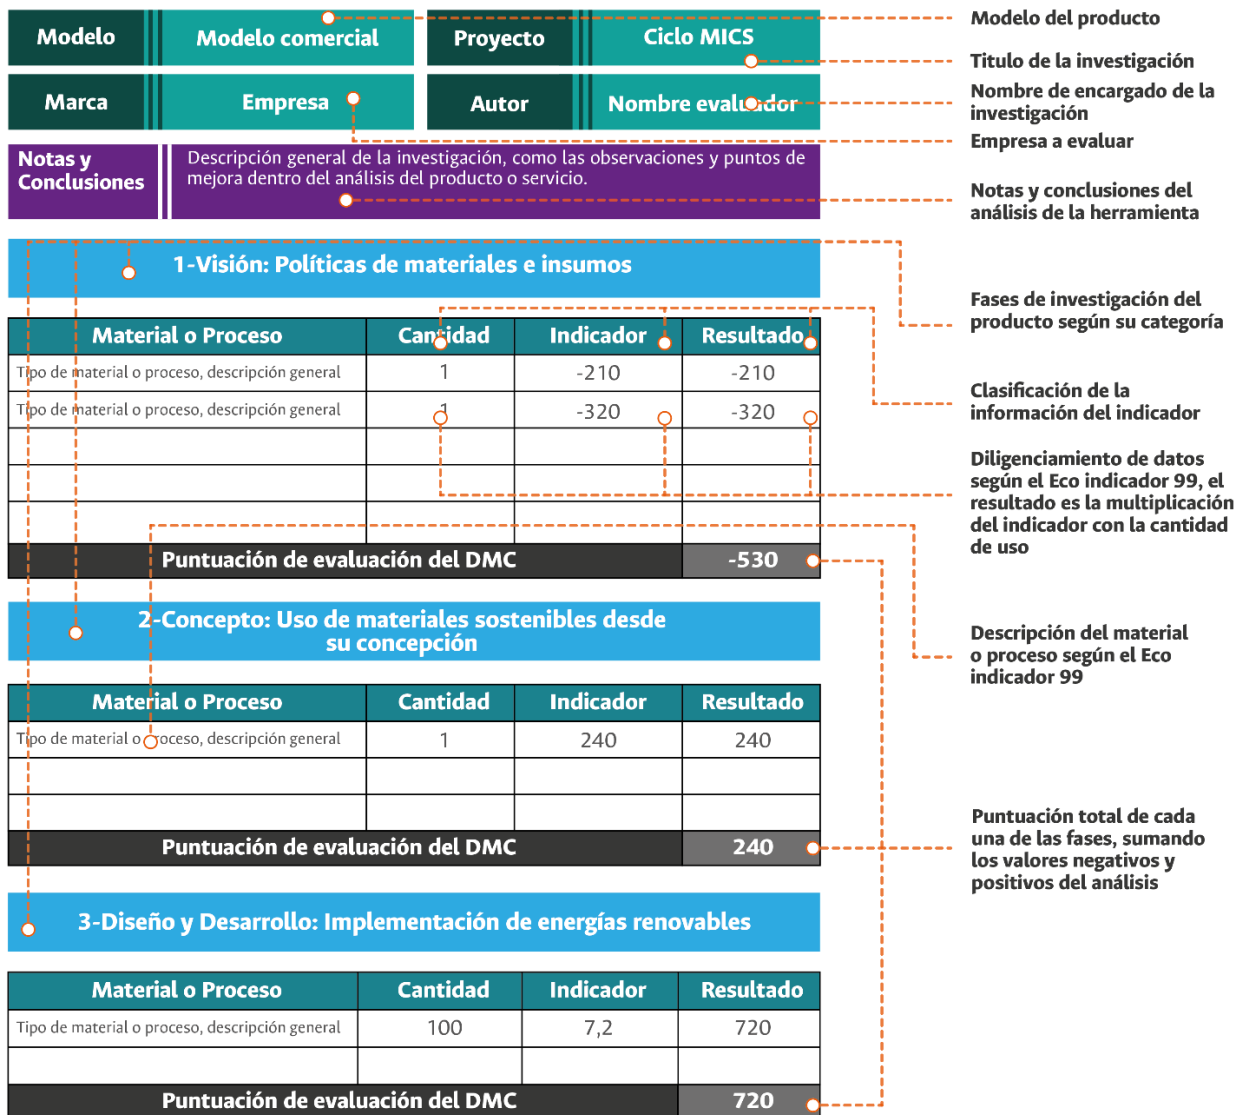 Modelo
Modelo comercial
Proyecto
Ciclo MICS
Marca
Empresa
Autor
Nombre evaluador
Notas y
Conclusiones
Descripción general de la investigación, como las observaciones y puntos de
mejora dentro del análisis del producto o servicio.
1-Visión: Políticas de materiales e insumos
Material o Proceso Cantidad Indicador Resultado
Tipo de material o proceso, descripción general 1 -210 -210
Tipo de material o proceso, descripción general 1 -320 -320
Puntuación de evaluación del DMC -530
2-Concepto: Uso de materiales sostenibles desde
su concepción
Material o Proceso Cantidad Indicador Resultado
Tipo de material o proceso, descripción general 1 240 240
Puntuación de evaluación del DMC 240
3-Diseño y Desarrollo: Implementación de energías renovables
Material o Proceso Cantidad Indicador Resultado
Tipo de material o proceso, descripción general 100 7,2 720
Puntuación de evaluación del DMC 720
Modelo del producto
Titulo de la investigación
Nombre de encargado de la
investigación
Empresa a evaluar
Notas y conclusiones del
análisis de la herramienta
Fases de investigación del
producto según su categoría
Clasificación de la
información del indicador
Diligenciamiento de datos
según el Eco indicador 99, el
resultado es la multiplicación
del indicador con la cantidad
de uso
Descripción del material
o proceso según el Eco
indicador 99
Puntuación total de cada
una de las fases, sumando
los valores negativos y
positivos del análisis